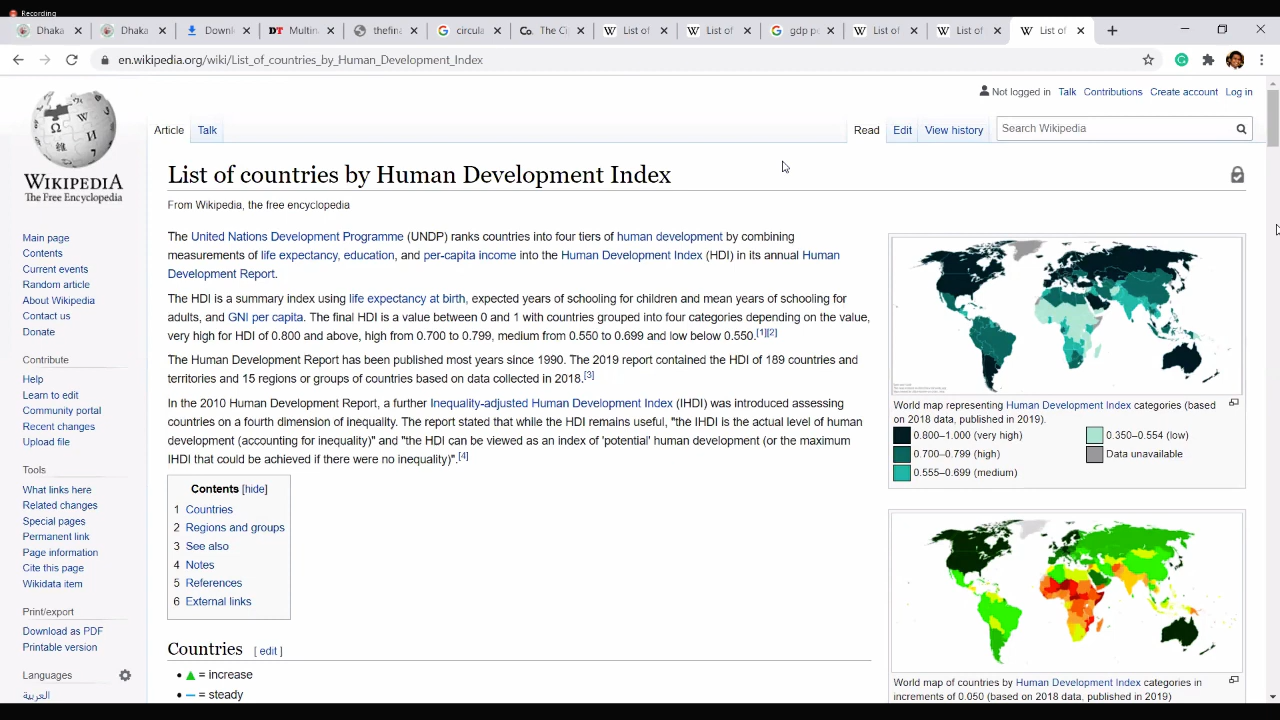 Recording
Dhaka
Dhaka
Downl
DT Multin
thefina
G circula
Co. The Ci
W List of
W List of
G gdp pe
W List of
W List of
W List of
en.wikipedia.org/wiki/List_of_countries_by_Human_Development_Index
Not logged in Talk Contributions Create account Log in
Article Talk Read Edit View history Search Wikipedia
WIKIPEDIA
The Free Encyclopedia
Main page
Contents
Current events
Random article
About Wikipedia
Contact us
Donate
Contribute
Help
Learn to edit
Community portal
Recent changes
Upload file
Tools
What links here
Related changes
Special pages
Permanent link
Page information
Cite this page
Wikidata item
Print/export
Download as PDF
Printable version
Languages
العربية
List of countries by Human Development Index
From Wikipedia, the free encyclopedia
The United Nations Development Programme (UNDP) ranks countries into four tiers of human development by combining
measurements of life expectancy, education, and per-capita income into the Human Development Index (HDI) in its annual Human
Development Report.
The HDI is a summary index using life expectancy at birth, expected years of schooling for children and mean years of schooling for
adults, and GNI per capita. The final HDI is a value between 0 and 1 with countries grouped into four categories depending on the value,
very high for HDI of 0.800 and above, high from 0.700 to 0.799, medium from 0.550 to 0.699 and low below 0.550.[1][2]
The Human Development Report has been published most years since 1990. The 2019 report contained the HDI of 189 countries and
territories and 15 regions or groups of countries based on data collected in 2018.[3]
In the 2010 Human Development Report, a further Inequality-adjusted Human Development Index (IHDI) was introduced assessing
countries on a fourth dimension of inequality. The report stated that while the HDI remains useful, "the IHDI is the actual level of human
development (accounting for inequality)" and "the HDI can be viewed as an index of 'potential' human development (or the maximum
IHDI that could be achieved if there were no inequality)".[4]
Contents [hide]
1 Countries
2 Regions and groups
3 See also
4 Notes
5 References
6 External links
Countries [ edit ]
= increase
= steady
World map representing Human Development Index categories (based
on 2018 data, published in 2019).
0.800–1.000 (very high)
0.700–0.799 (high)
0.555–0.699 (medium)
0.350–0.554 (low)
Data unavailable
World map of countries by Human Development Index categories in
increments of 0.050 (based on 2018 data, published in 2019)